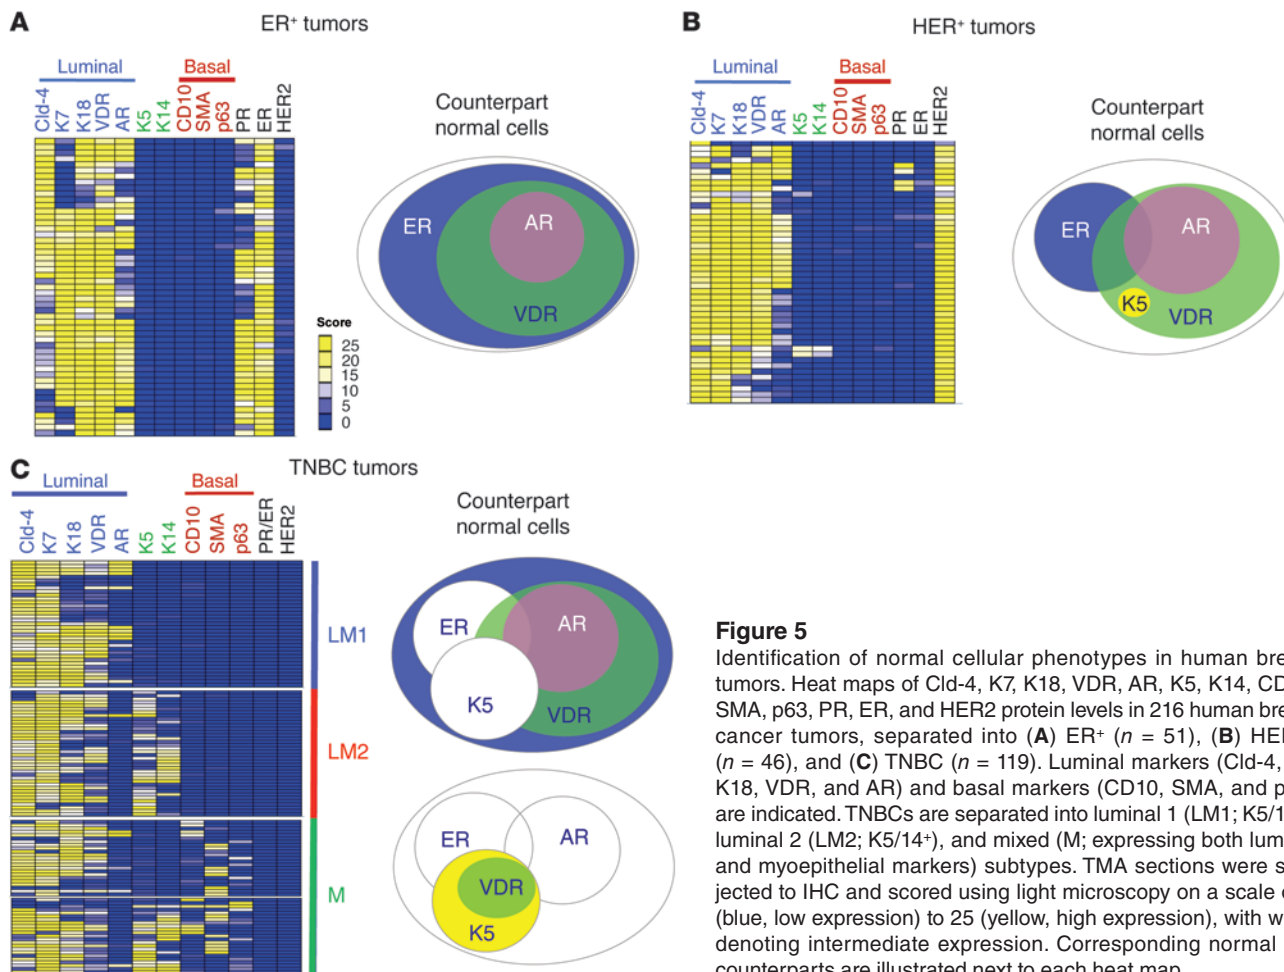 A
ER+ tumors
Luminal
Basal
Cld-4
K7
K18
VDR
AR
K5
K14
CD10
SMA
p63
PR
ER
HER2
Counterpart
normal cells
ER
AR
VDR
Score
25
20
15
10
5
0
B
HER+ tumors
Luminal
Basal
Cld-4
K7
K18
VDR
AR
K5
K14
CD10
SMA
p63
PR
ER
HER2
Counterpart
normal cells
ER
AR
K5
VDR
C
TNBC tumors
Luminal
Basal
Cld-4
K7
K18
VDR
AR
K5
K14
CD10
SMA
p63
PR/ER
HER2
LM1
LM2
M
Counterpart
normal cells
ER
AR
K5
VDR
ER
AR
VDR
K5
Figure 5
Identification of normal cellular phenotypes in human bre
tumors. Heat maps of Cld-4, K7, K18, VDR, AR, K5, K14, CD
SMA, p63, PR, ER, and HER2 protein levels in 216 human bre
cancer tumors, separated into (A) ER+ (n = 51), (B) HE
(n = 46), and (C) TNBC (n = 119). Luminal markers (Cld-4,
K18, VDR, and AR) and basal markers (CD10, SMA, and p
are indicated. TNBCs are separated into luminal 1 (LM1; K5/1
luminal 2 (LM2; K5/14+), and mixed (M; expressing both lum
and myoepithelial markers) subtypes. TMA sections were s
jected to IHC and scored using light microscopy on a scale
(blue, low expression) to 25 (yellow, high expression), with w
denoting intermediate expression. Corresponding normal
counterparts are illustrated next to each heat map.